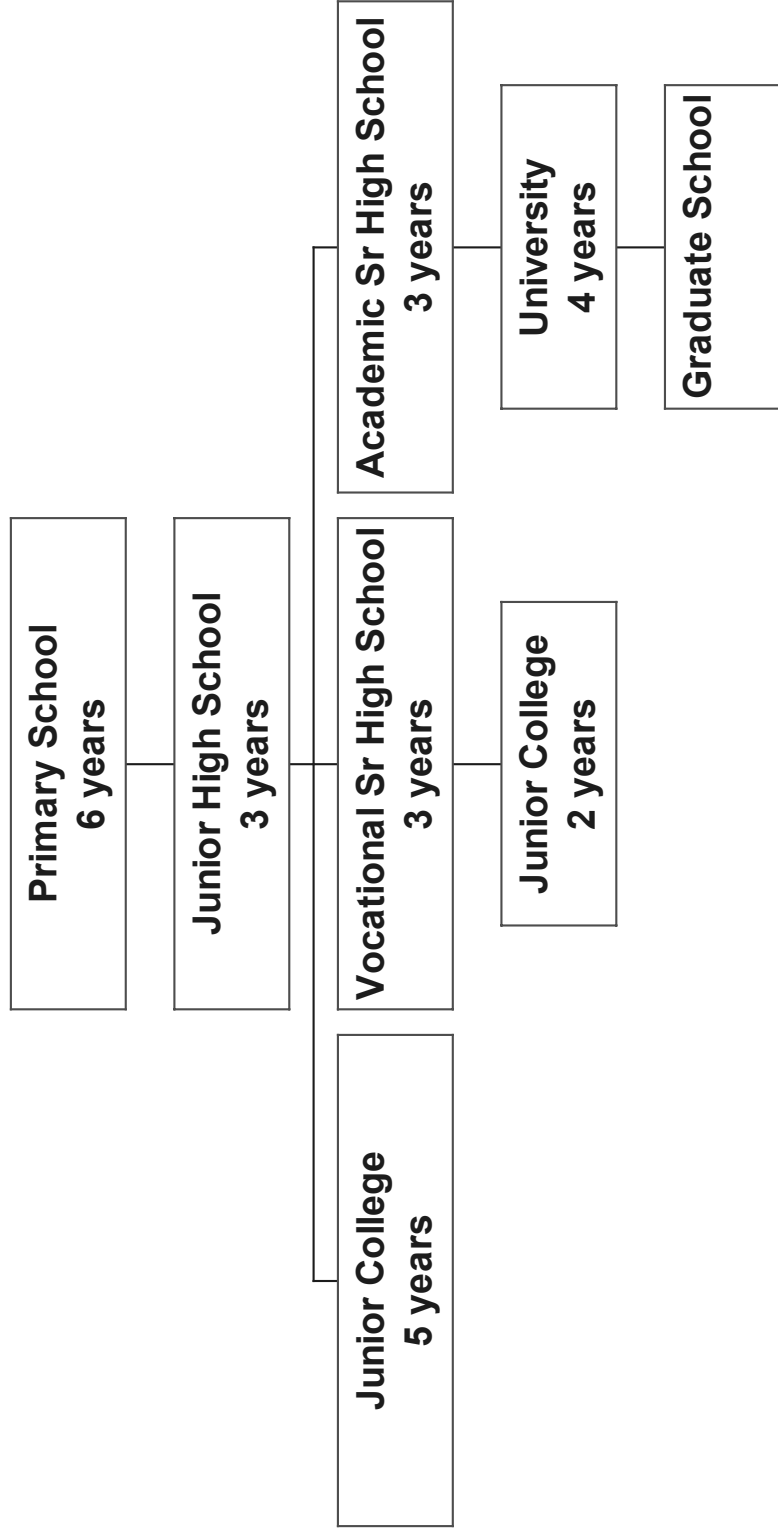 Primary School
6 years
Junior High School
3 years
Junior College
5 years
Vocational Sr High School
3 years
Academic Sr High School
3 years
Junior College
2 years
University
4 years
Graduate School